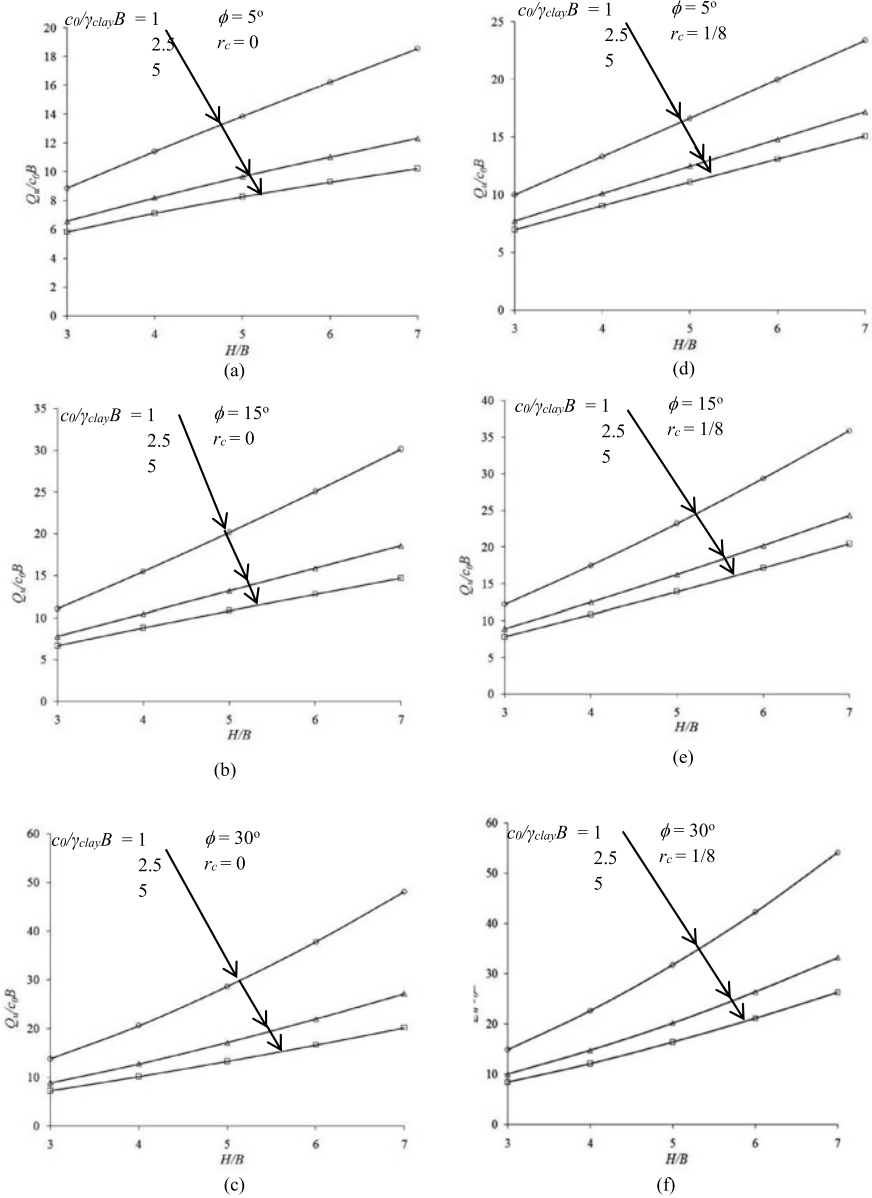 c₀/γclayB = 1 ϕ = 5º
2.5 rc = 0
5
20
18
16
14
12
10
8
6
4
2
0
Qu/c₀B
3 4 5 6 7
H/B
(a)
c₀/γclayB = 1 ϕ = 5º
2.5 rc = 1/8
5
25
20
15
10
5
0
Qu/c₀B
3 4 5 6 7
H/B
(d)
c₀/γclayB = 1 ϕ = 15º
2.5 rc = 0
5
35
30
25
20
15
10
5
0
Qu/c₀B
3 4 5 6 7
H/B
(b)
c₀/γclayB = 1 ϕ = 15º
2.5 rc = 1/8
5
40
35
30
25
20
15
10
5
0
Qu/c₀B
3 4 5 6 7
H/B
(e)
c₀/γclayB = 1 ϕ = 30º
2.5 rc = 0
5
60
50
40
30
20
10
0
Qu/c₀B
3 4 5 6 7
H/B
(c)
c₀/γclayB = 1 ϕ = 30º
2.5 rc = 1/8
5
60
50
40
30
20
10
0
3 4 5 6 7
H/B
(f)